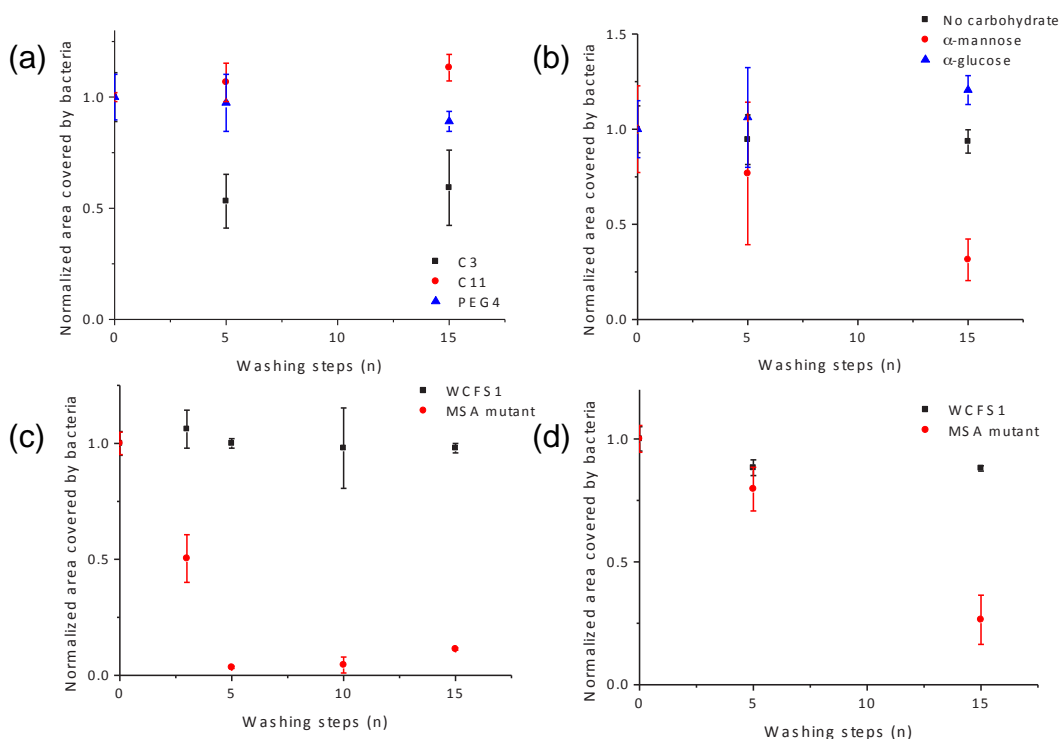 (a)
Normalized area covered by bacteria
1.0
0.5
0.0
0
5
10
15
Washing steps (n)
C3
C11
PEG4
(b)
No carbohydrate
α-mannose
α-glucose
Normalized area covered by bacteria
1.5
1.0
0.5
0.0
0
5
10
15
Washing steps (n)
(c)
WCFS1
MSA mutant
Normalized area covered by bacteria
1.0
0.5
0.0
0
5
10
15
Washing steps (n)
(d)
WCFS1
MSA mutant
Normalized area covered by bacteria
1.0
0.5
0.0
0
5
10
15
Washing steps (n)